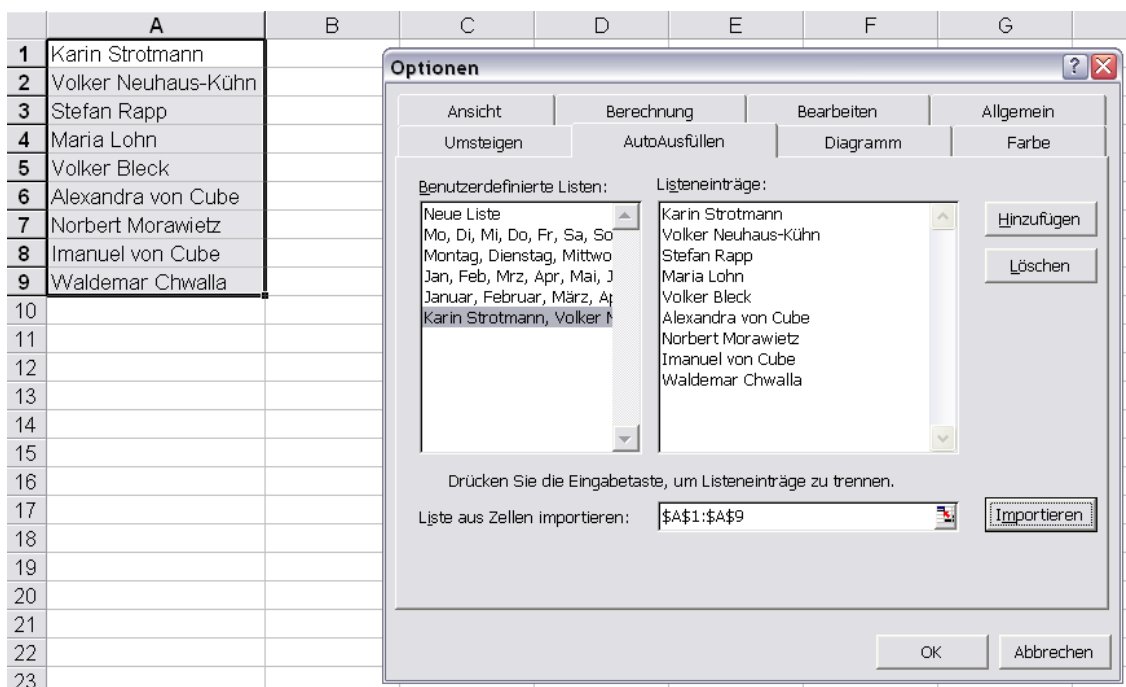 A B C D E F G
1 Karin Strotmann
2 Volker Neuhaus-Kühn
3 Stefan Rapp
4 Maria Lohn
5 Volker Bleck
6 Alexandra von Cube
7 Norbert Morawietz
8 Imanuel von Cube
9 Waldemar Chwalla
10
11
12
13
14
15
16
17
18
19
20
21
22
23
Optionen
Ansicht Berechnung Bearbeiten Allgemein
Umsteigen AutoAusfüllen Diagramm Farbe
Benutzerdefinierte Listen:
Neue Liste
Mo, Di, Mi, Do, Fr, Sa, So
Montag, Dienstag, Mittwo
Jan, Feb, Mrz, Apr, Mai, J
Januar, Februar, März, Ap
Karin Strotmann, Volker N
Listeneinträge:
Karin Strotmann
Volker Neuhaus-Kühn
Stefan Rapp
Maria Lohn
Volker Bleck
Alexandra von Cube
Norbert Morawietz
Imanuel von Cube
Waldemar Chwalla
Hinzufügen
Löschen
Drücken Sie die Eingabetaste, um Listeneinträge zu trennen.
Liste aus Zellen importieren: $A$1:$A$9 Importieren
OK Abbrechen